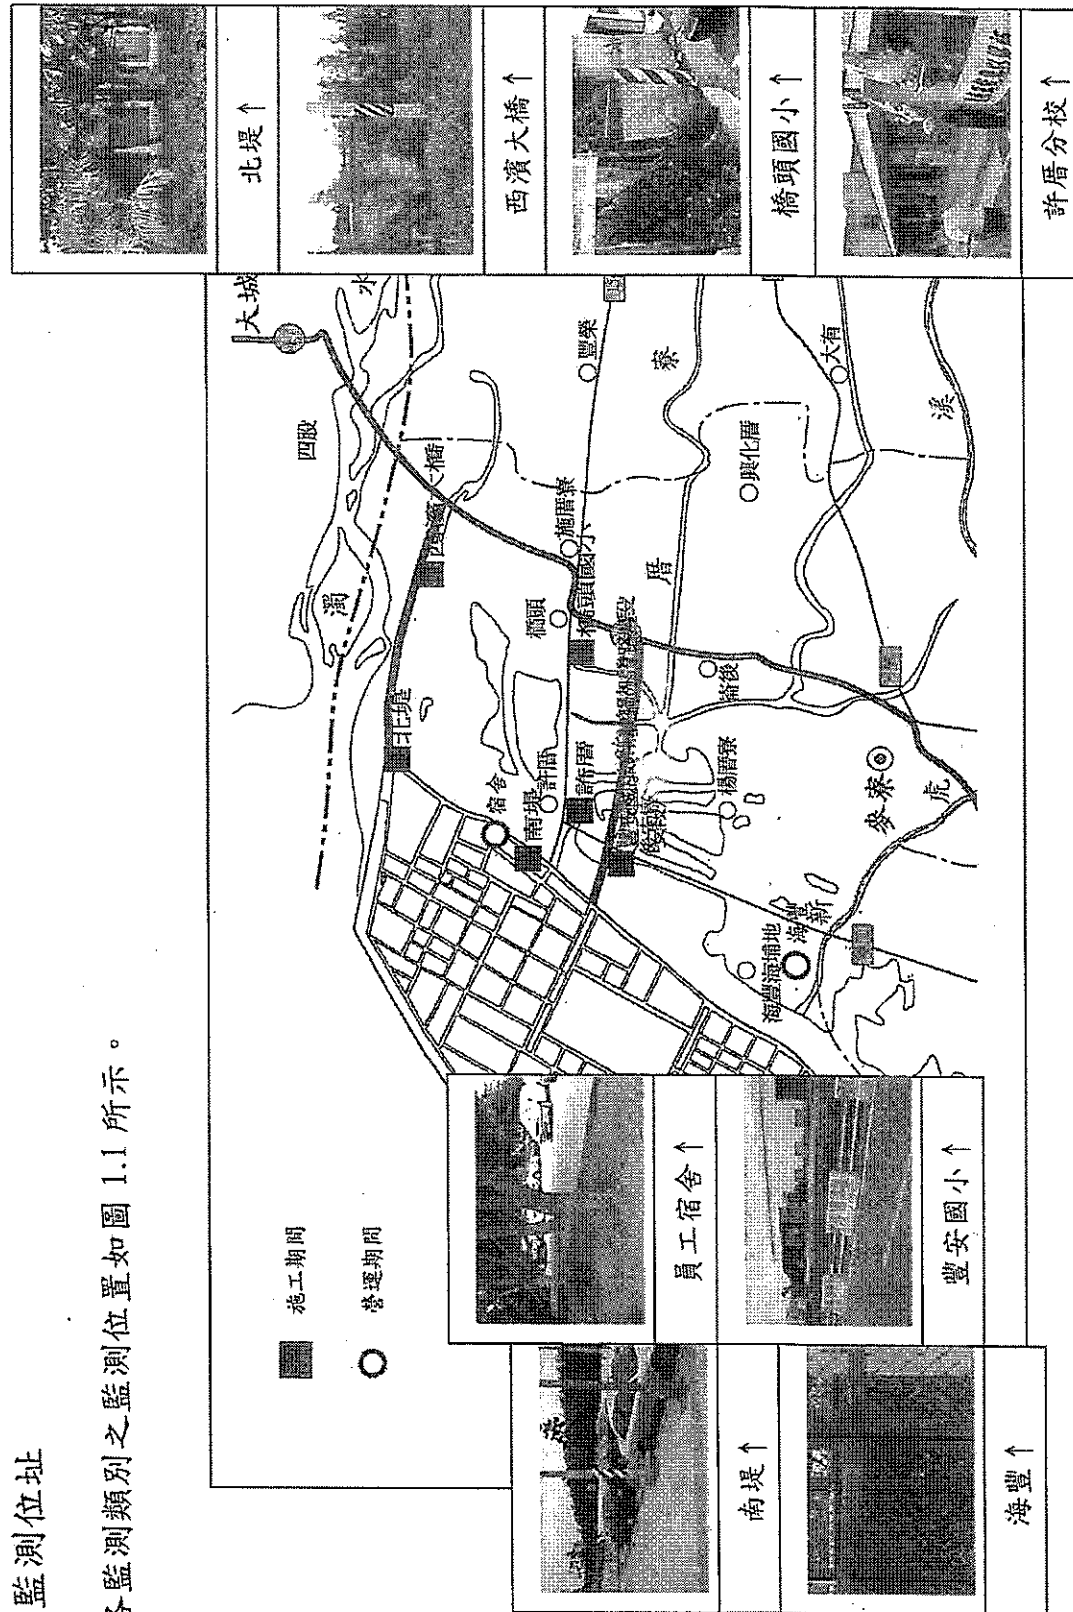 監測位址
各監測類別之監測位置如圖 1.1 所示。
施工期間
營運期間
大城
水
四股
濁
西濱大橋
北堤
豐榮
施厝寮
橋頭
橋頭國小
寮
厝
大有
興化厝
溪
崙後
宿舍
南堤
許厝
許厝
楊厝寮
麥寮
虎
新
海豐
海豐海埔地
北堤↑
西濱大橋↑
橋頭國小↑
許厝分校↑
員工宿舍↑
豐安國小↑
南堤↑
海豐↑